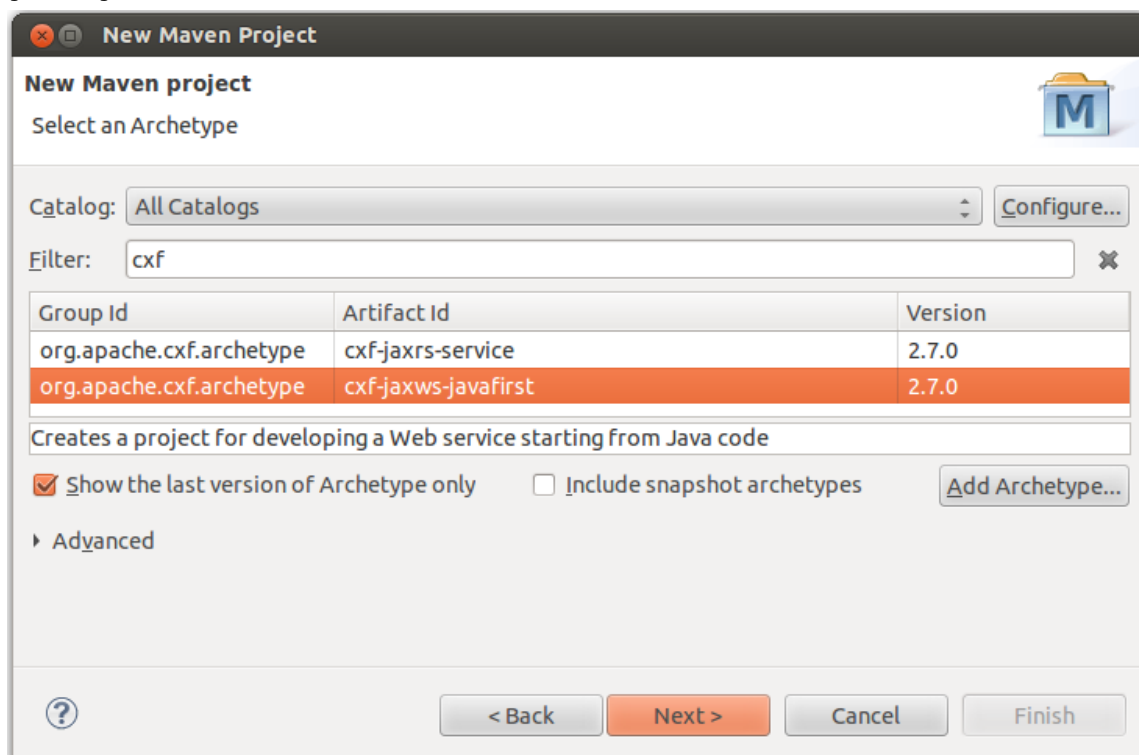 New Maven Project
New Maven project
Select an Archetype
M
Catalog: All Catalogs Configure...
Filter: cxf
Group Id Artifact Id Version
org.apache.cxf.archetype cxf-jaxrs-service 2.7.0
org.apache.cxf.archetype cxf-jaxws-javafirst 2.7.0
Creates a project for developing a Web service starting from Java code
Show the last version of Archetype only Include snapshot archetypes Add Archetype...
Advanced
? < Back Next > Cancel Finish